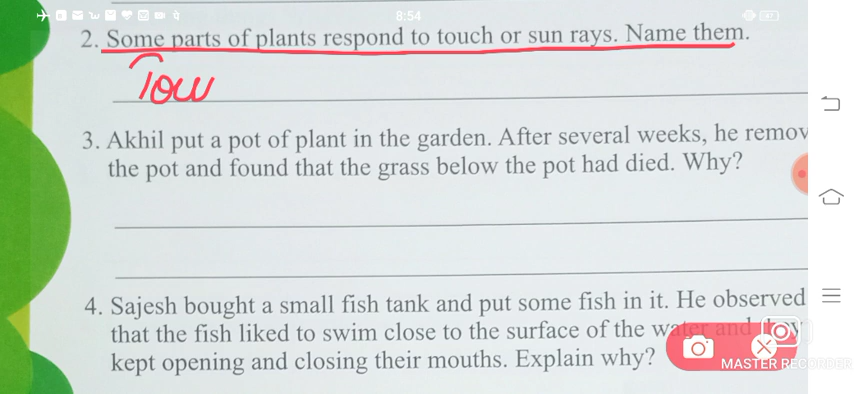 8:54
2. Some parts of plants respond to touch or sun rays. Name them.
Tow
3. Akhil put a pot of plant in the garden. After several weeks, he remov
the pot and found that the grass below the pot had died. Why?
4. Sajesh bought a small fish tank and put some fish in it. He observed
that the fish liked to swim close to the surface of the water and they
kept opening and closing their mouths. Explain why?
MASTER RECORDER